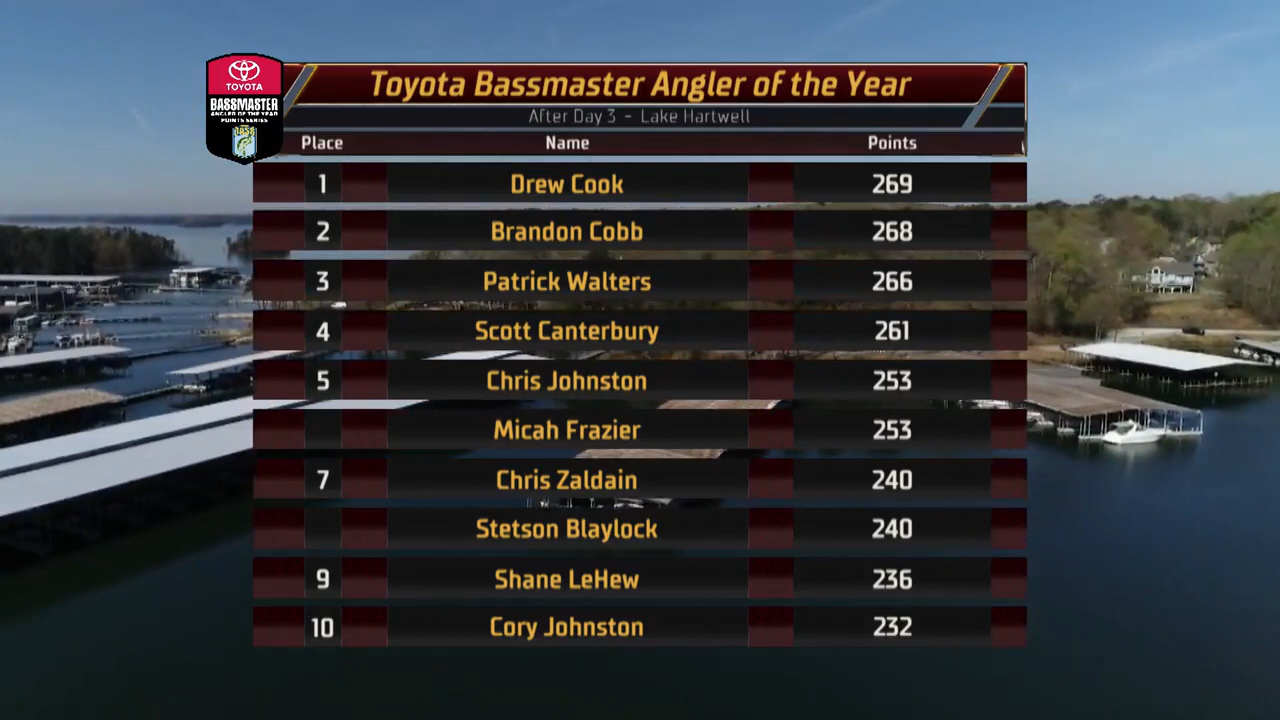 TOYOTA
BASSMASTER
ANGLER OF THE YEAR
POINTS SERIES
Toyota Bassmaster Angler of the Year
After Day 3 - Lake Hartwell
Place Name Points
1 Drew Cook 269
2 Brandon Cobb 268
3 Patrick Walters 266
4 Scott Canterbury 261
5 Chris Johnston 253
Micah Frazier 253
7 Chris Zaldain 240
Stetson Blaylock 240
9 Shane LeHew 236
10 Cory Johnston 232